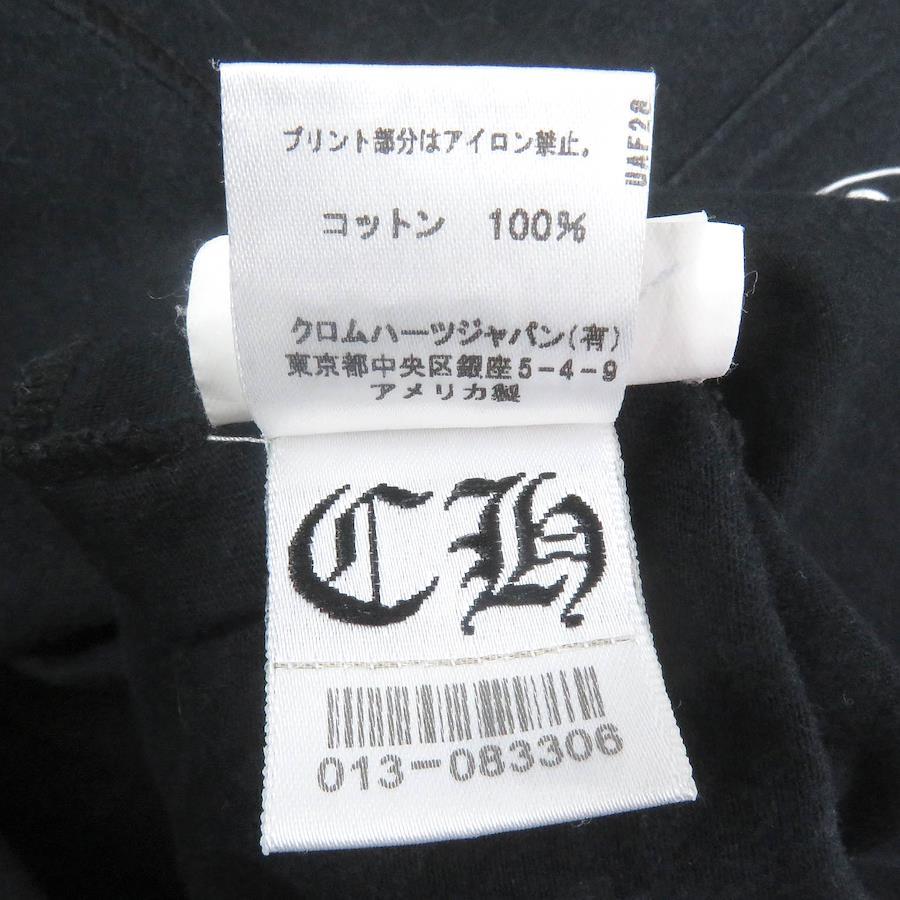 プリント部分はアイロン禁止。
UAF28
コットン 100%
クロムハーツジャパン(有)
東京都中央区銀座5-4-9
アメリカ製
CH
013-083306